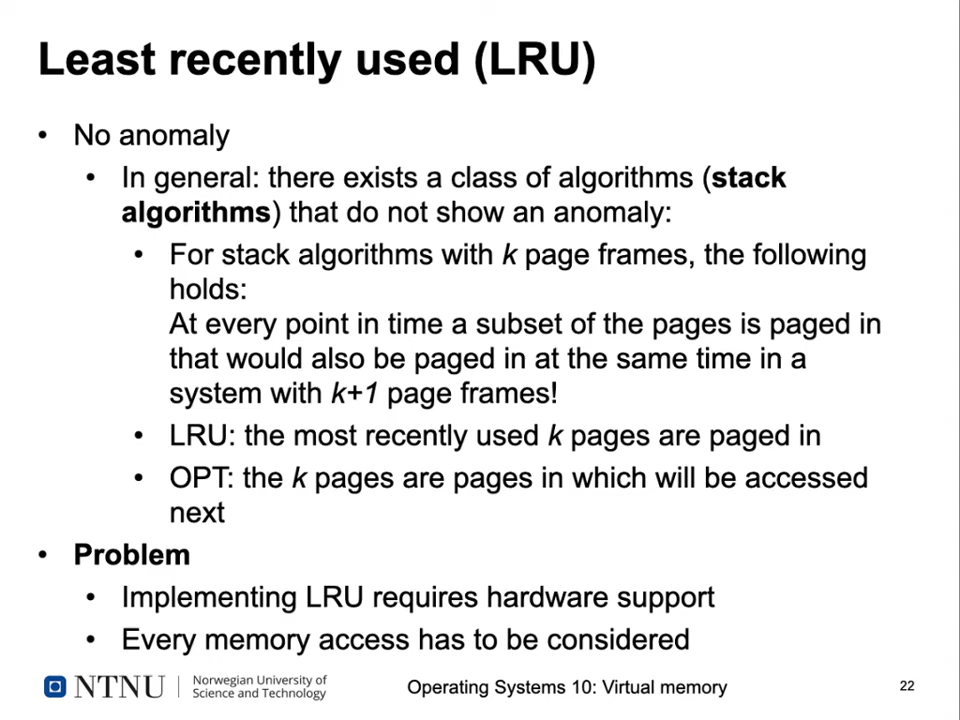 Least recently used (LRU)
• No anomaly
• In general: there exists a class of algorithms (stack
algorithms) that do not show an anomaly:
• For stack algorithms with k page frames, the following
holds:
At every point in time a subset of the pages is paged in
that would also be paged in at the same time in a
system with k+1 page frames!
• LRU: the most recently used k pages are paged in
• OPT: the k pages are pages in which will be accessed
next
• Problem
• Implementing LRU requires hardware support
• Every memory access has to be considered
NTNU
Norwegian University of
Science and Technology
Operating Systems 10: Virtual memory
22